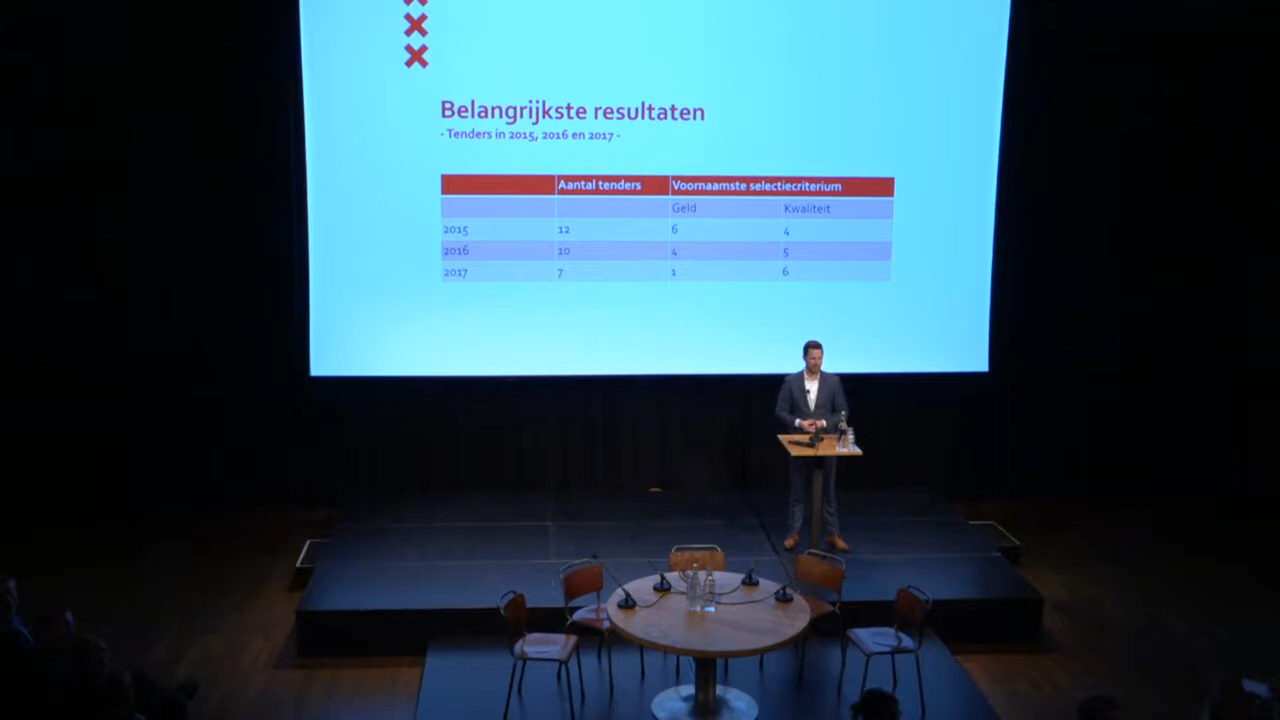 Belangrijkste resultaten
- Tenders in 2015, 2016 en 2017 -
Aantal tenders Voornaamste selectiecriterium
Geld Kwaliteit
2015 12 6 4
2016 10 4 5
2017 7 1 6